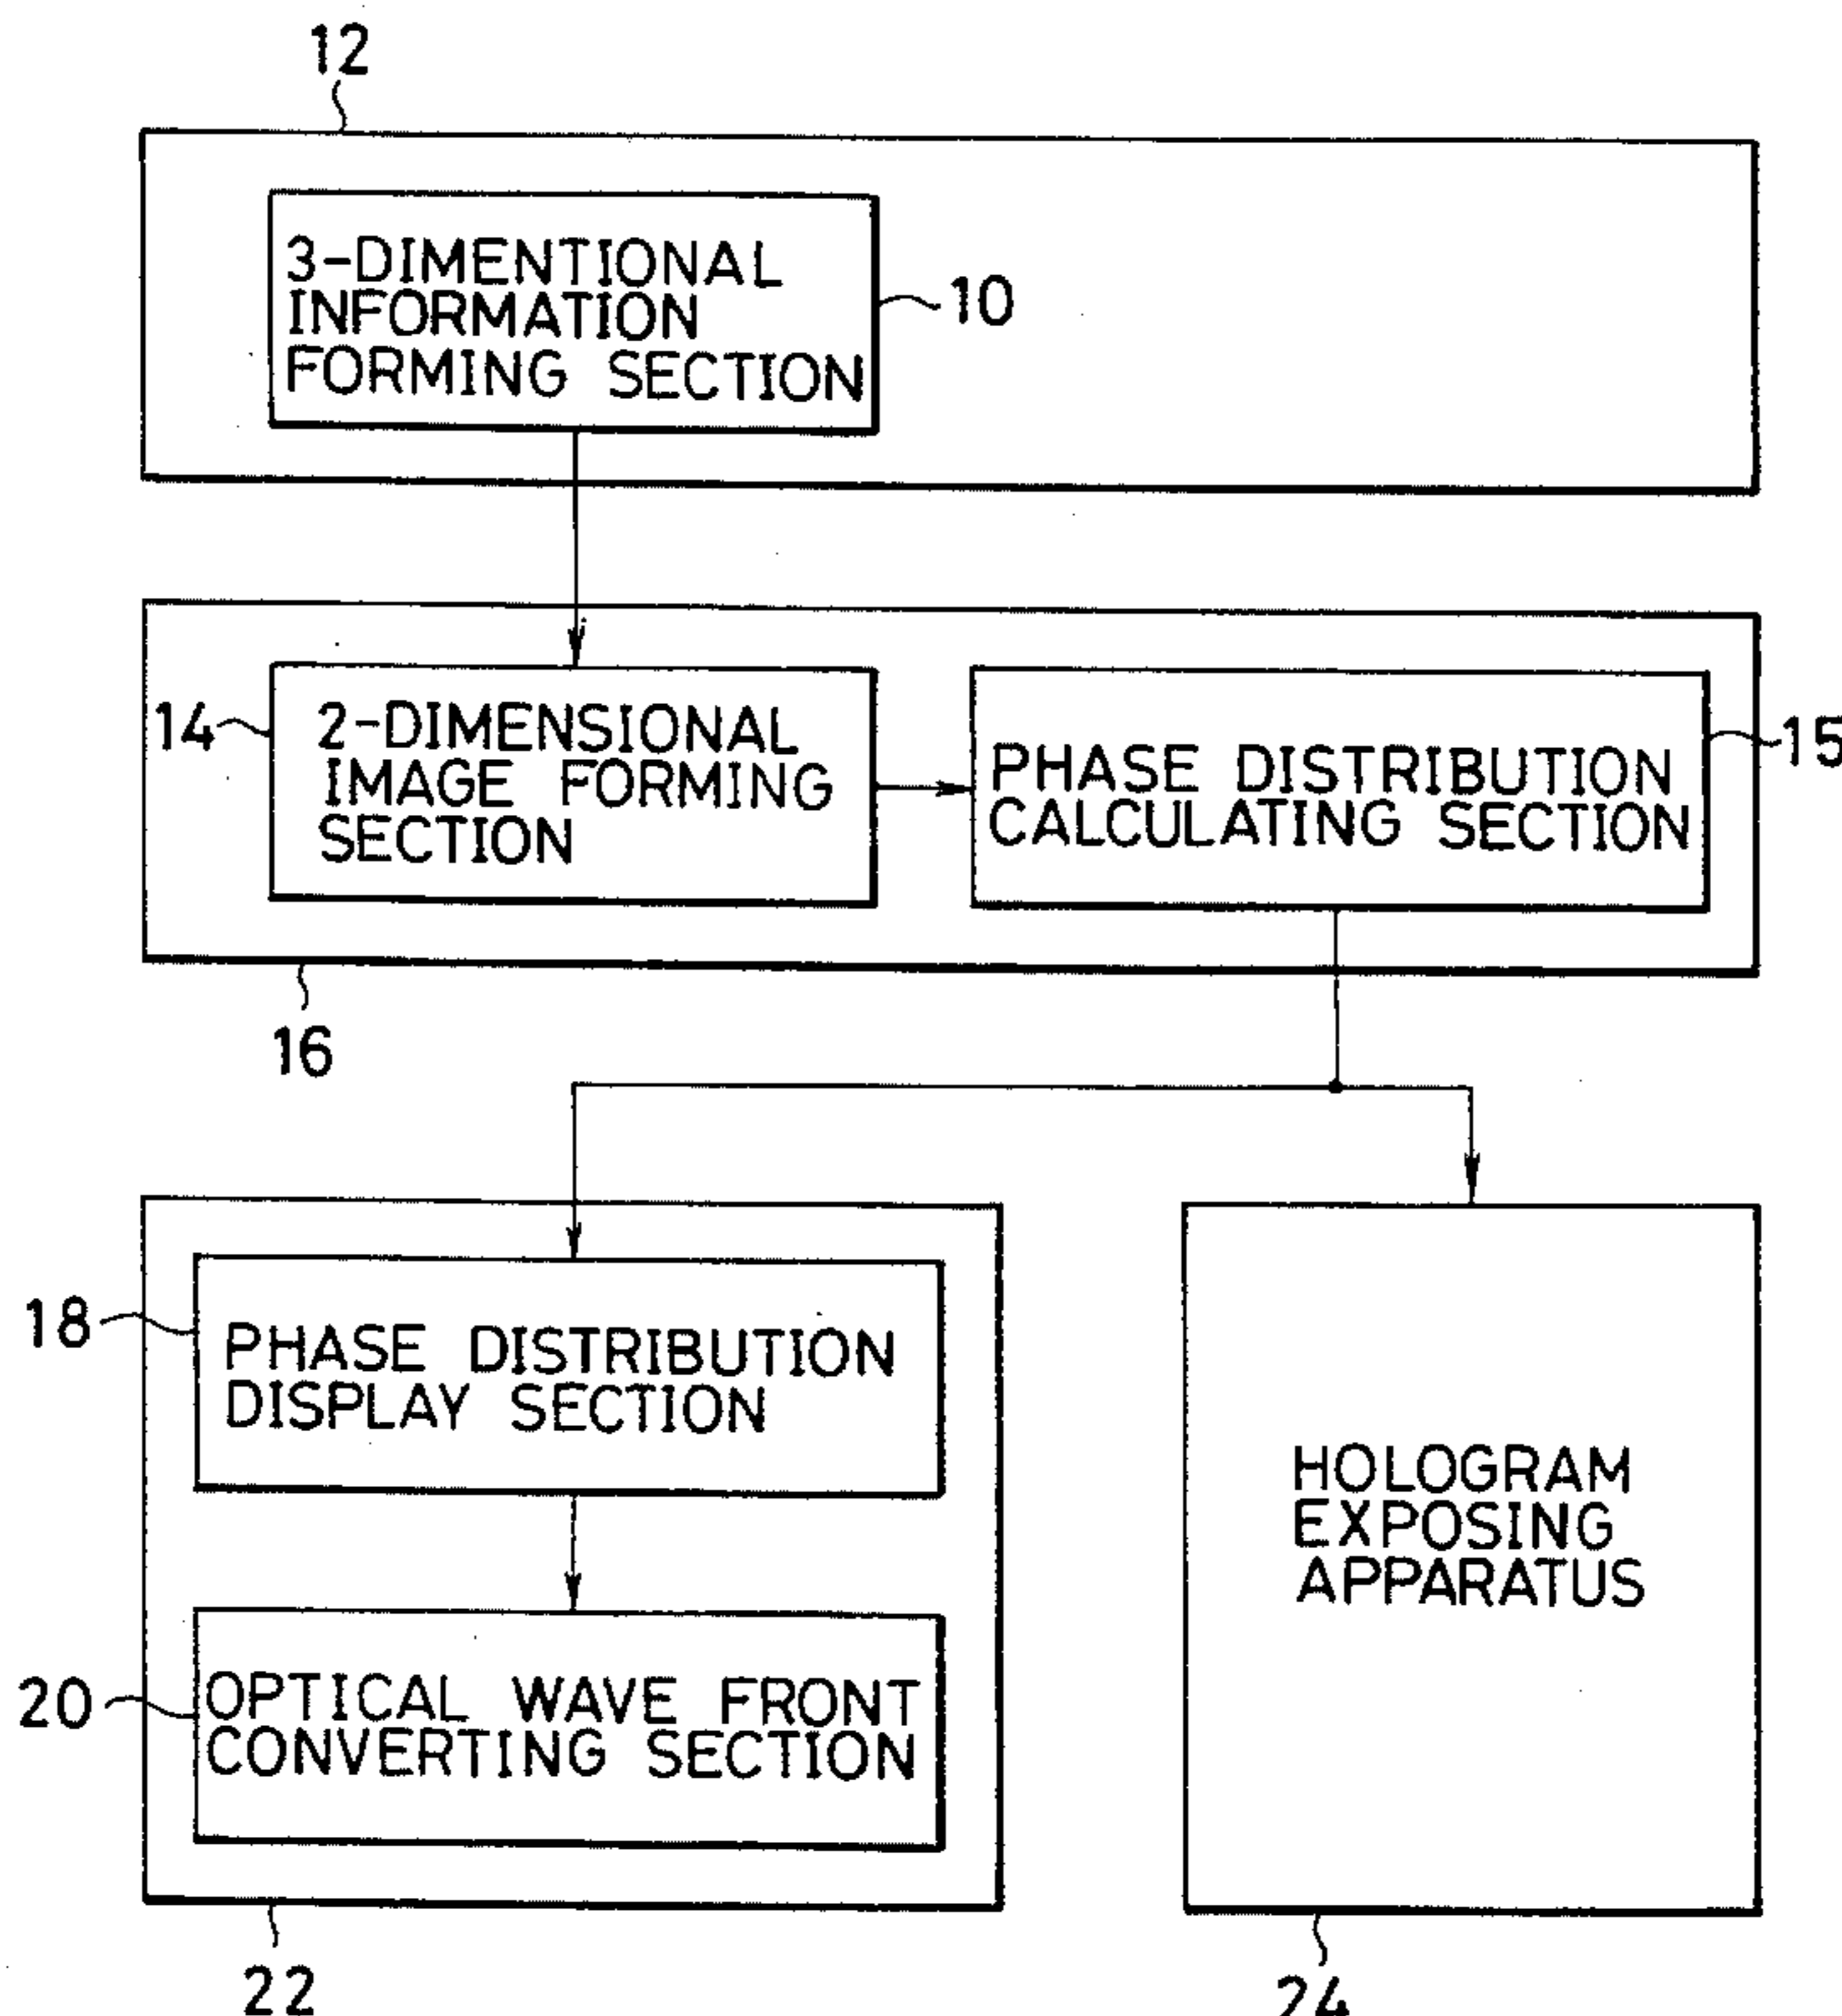 12
3-DIMENTIONAL
INFORMATION
FORMING SECTION
10
14
2-DIMENSIONAL
IMAGE FORMING
SECTION
PHASE DISTRIBUTION
CALCULATING SECTION
15
16
18
PHASE DISTRIBUTION
DISPLAY SECTION
HOLOGRAM
EXPOSING
APPARATUS
20
OPTICAL WAVE FRONT
CONVERTING SECTION
22
24